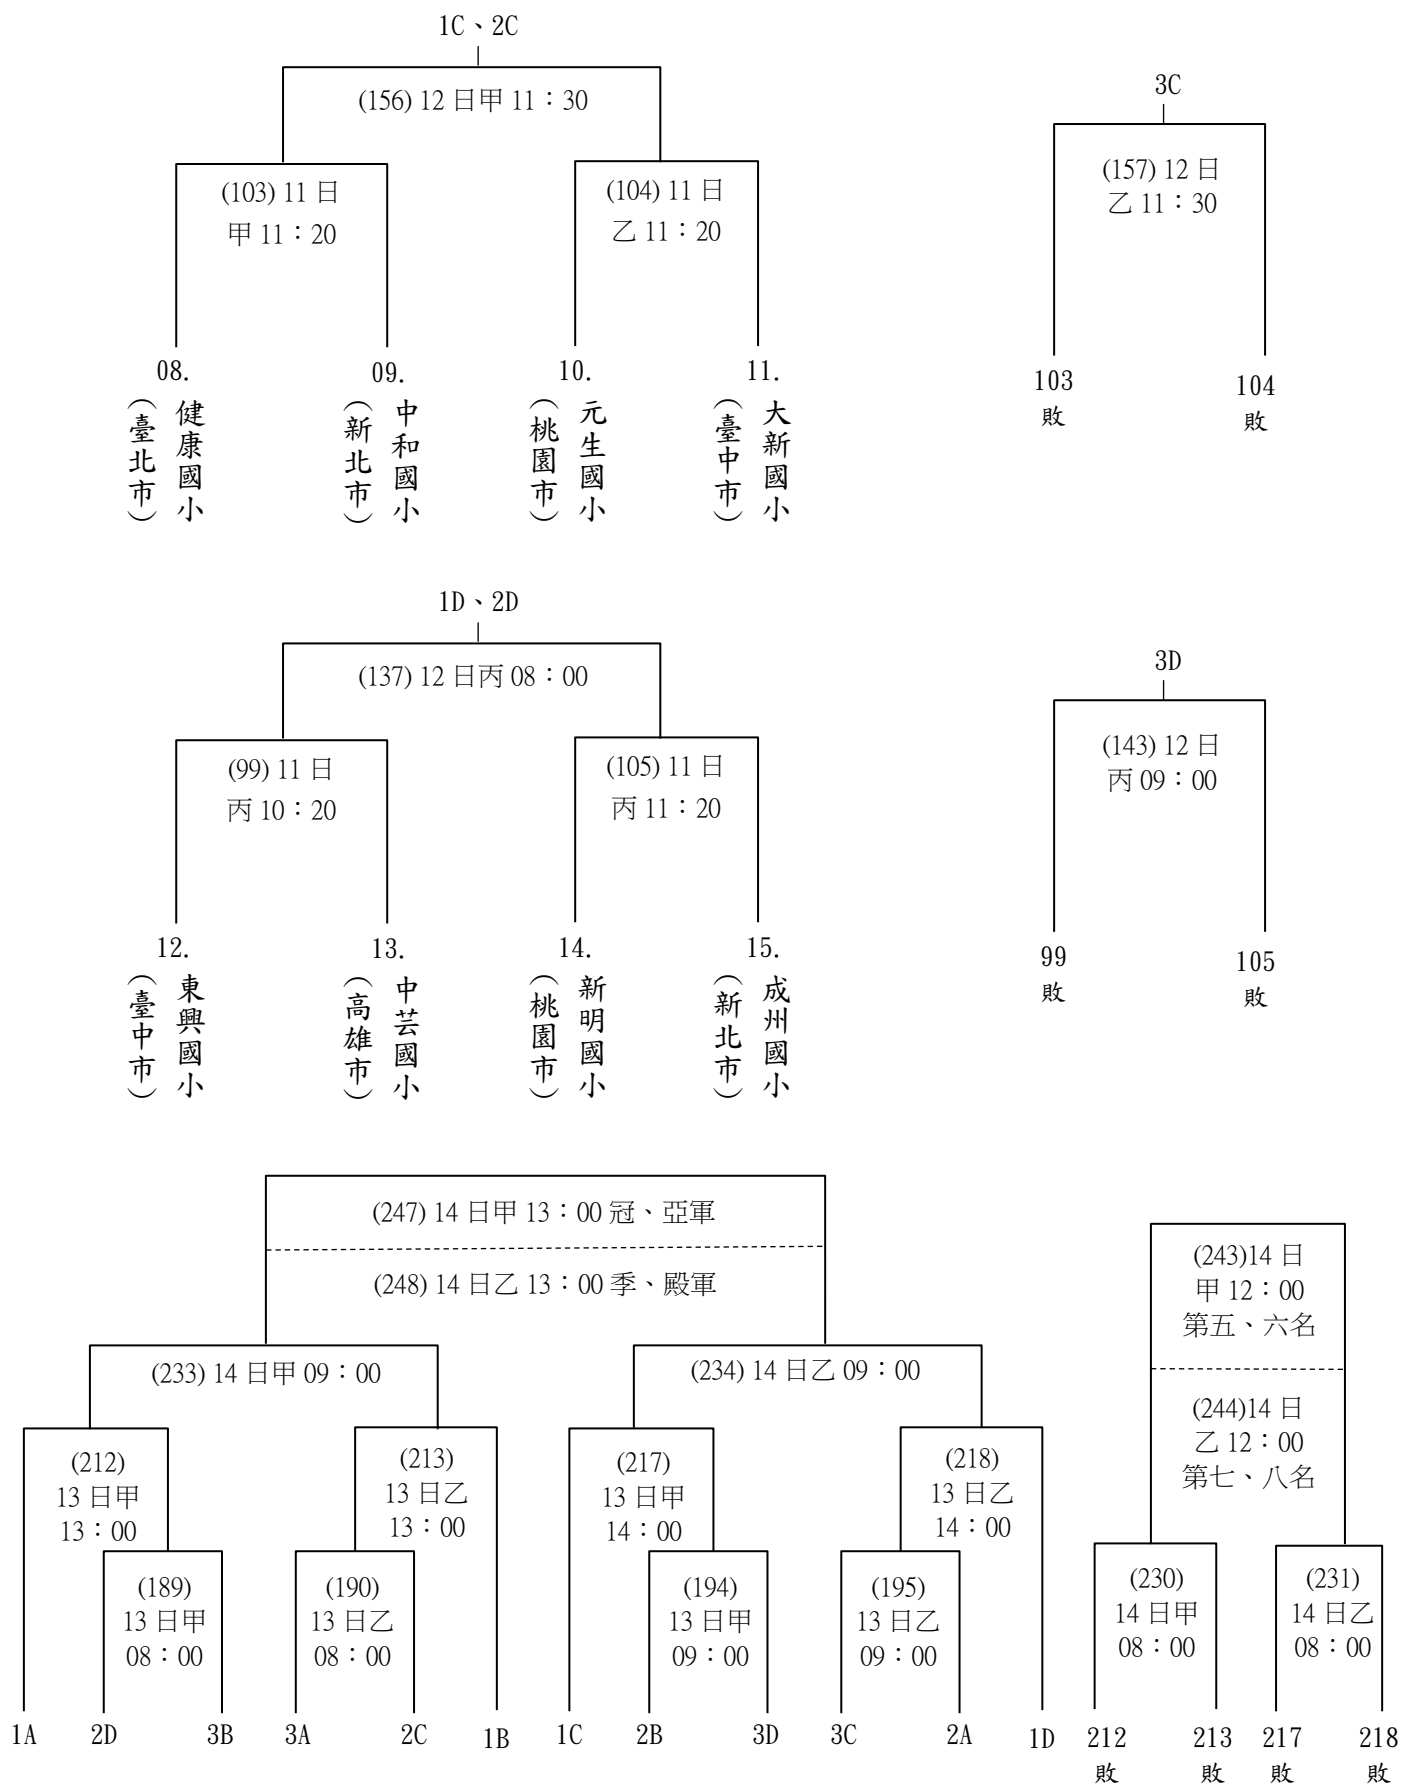 1C、2C
(156) 12 日甲 11：30
(103) 11 日
甲 11：20
(104) 11 日
乙 11：20
08.
健康國小
(臺北市)
09.
中和國小
(新北市)
10.
元生國小
(桃園市)
11.
大新國小
(臺中市)
3C
(157) 12 日
乙 11：30
103
敗
104
敗
1D、2D
(137) 12 日丙 08：00
(99) 11 日
丙 10：20
(105) 11 日
丙 11：20
12.
東興國小
(臺中市)
13.
中芸國小
(高雄市)
14.
新明國小
(桃園市)
15.
成州國小
(新北市)
3D
(143) 12 日
丙 09：00
99
敗
105
敗
(247) 14 日甲 13：00 冠、亞軍
(248) 14 日乙 13：00 季、殿軍
(233) 14 日甲 09：00
(234) 14 日乙 09：00
(212)
13 日甲
13：00
(213)
13 日乙
13：00
(217)
13 日甲
14：00
(218)
13 日乙
14：00
(189)
13 日甲
08：00
(190)
13 日乙
08：00
(194)
13 日甲
09：00
(195)
13 日乙
09：00
1A
2D
3B
3A
2C
1B
1C
2B
3D
3C
2A
1D
(243)14 日
甲 12：00
第五、六名
(244)14 日
乙 12：00
第七、八名
(230)
14 日甲
08：00
(231)
14 日乙
08：00
212
敗
213
敗
217
敗
218
敗